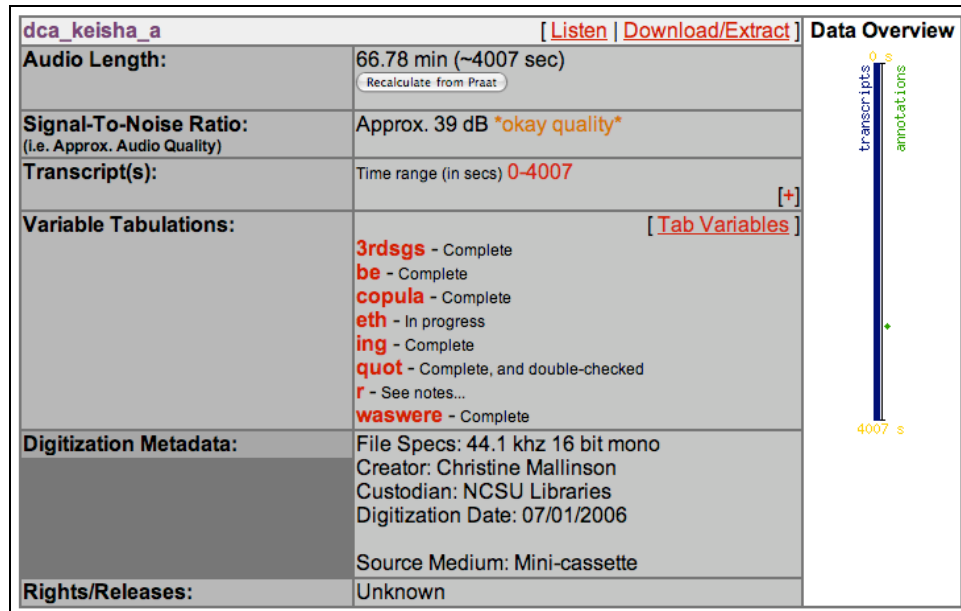 dca_keisha_a [ Listen | Download/Extract ] Data Overview
Audio Length: 66.78 min (~4007 sec)
Recalculate from Praat
Signal-To-Noise Ratio: Approx. 39 dB *okay quality*
(i.e. Approx. Audio Quality)
Transcript(s): Time range (in secs) 0-4007
[+]
Variable Tabulations: [ Tab Variables ]
3rdsgs - Complete
be - Complete
copula - Complete
eth - In progress
ing - Complete
quot - Complete, and double-checked
r - See notes...
waswere - Complete
Digitization Metadata: File Specs: 44.1 khz 16 bit mono
Creator: Christine Mallinson
Custodian: NCSU Libraries
Digitization Date: 07/01/2006
Source Medium: Mini-cassette
Rights/Releases: Unknown
0 s
transcripts
annotations
4007 s